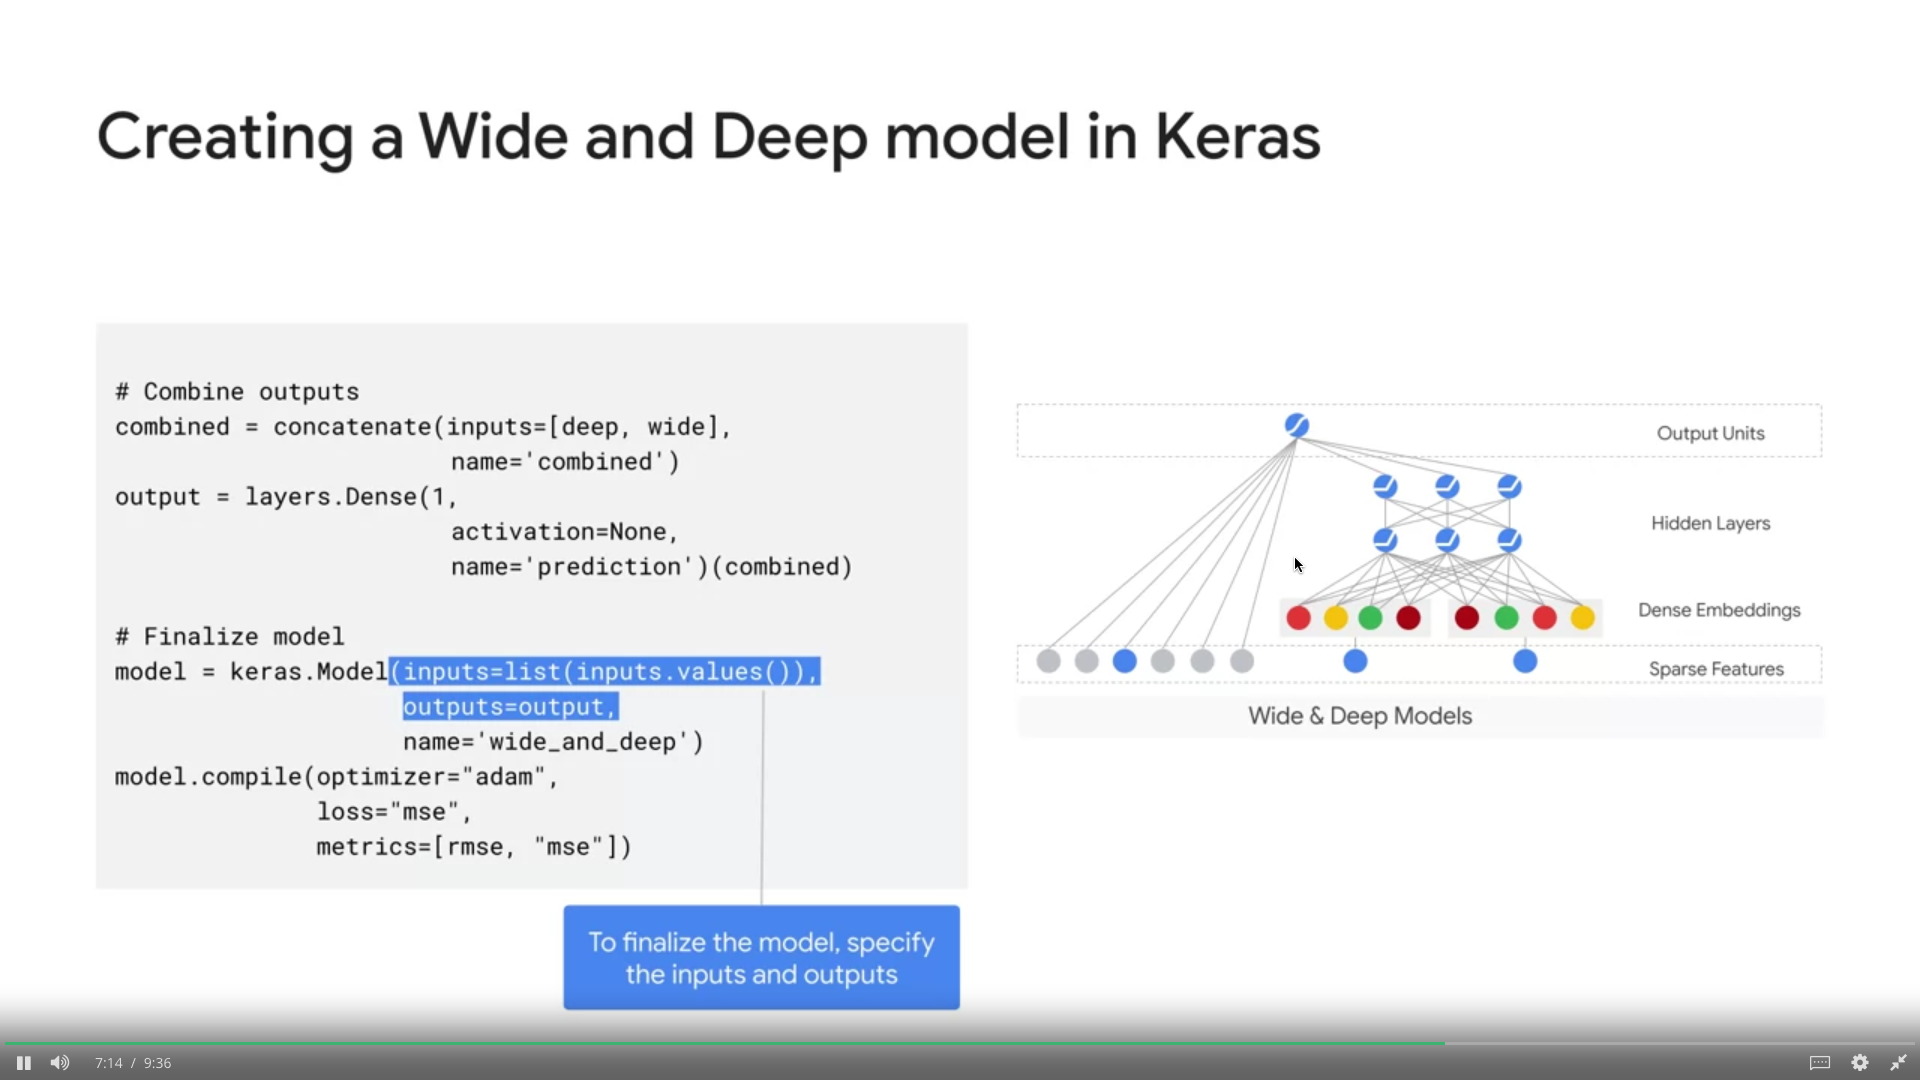 Creating a Wide and Deep model in Keras
# Combine outputs
combined = concatenate(inputs=[deep, wide],
name='combined')
output = layers.Dense(1,
activation=None,
name='prediction')(combined)
# Finalize model
model = keras.Model(inputs=list(inputs.values()),
outputs=output,
name='wide_and_deep')
model.compile(optimizer="adam",
loss="mse",
metrics=[rmse, "mse"])
To finalize the model, specify
the inputs and outputs
Output Units
Hidden Layers
Dense Embeddings
Sparse Features
Wide & Deep Models
7:14 / 9:36